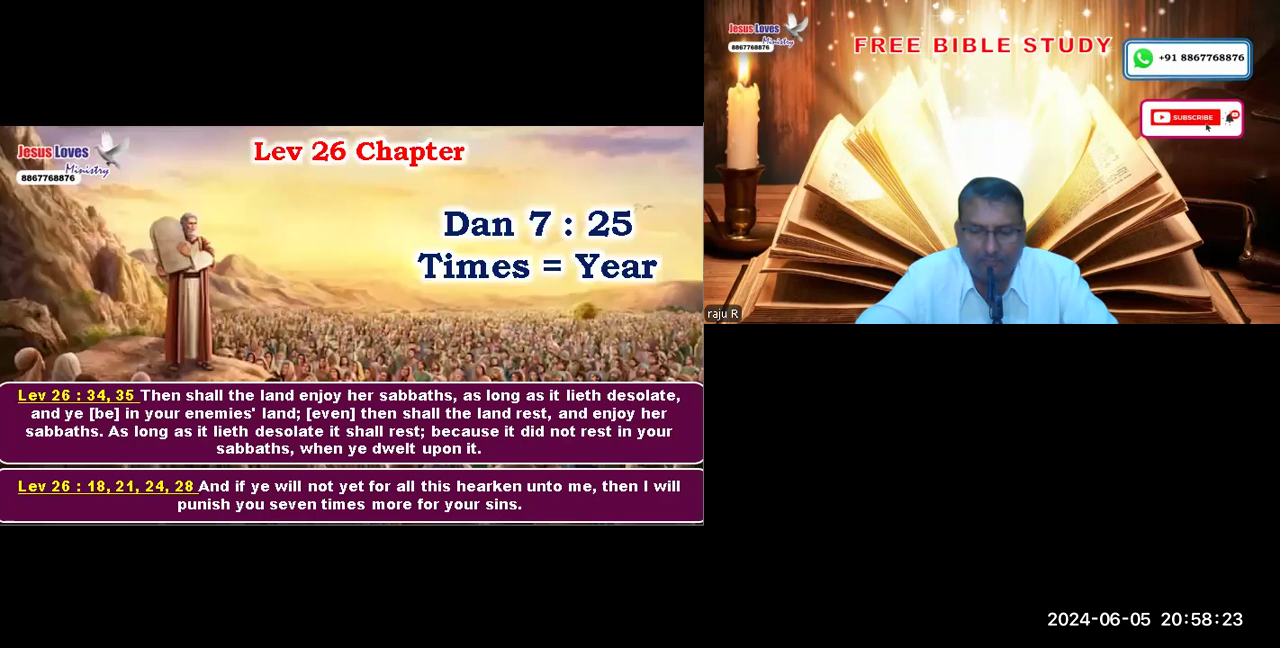 Jesus Loves
Ministry
8867768876
Lev 26 Chapter
Dan 7 : 25
Times = Year
Lev 26 : 34, 35 Then shall the land enjoy her sabbaths, as long as it lieth desolate,
and ye [be] in your enemies' land; [even] then shall the land rest, and enjoy her
sabbaths. As long as it lieth desolate it shall rest; because it did not rest in your
sabbaths, when ye dwelt upon it.
Lev 26 : 18, 21, 24, 28 And if ye will not yet for all this hearken unto me, then I will
punish you seven times more for your sins.
Jesus Loves
Ministry
8867768876
FREE BIBLE STUDY
+91 8867768876
SUBSCRIBE
raju R
2024-06-05 20:58:23